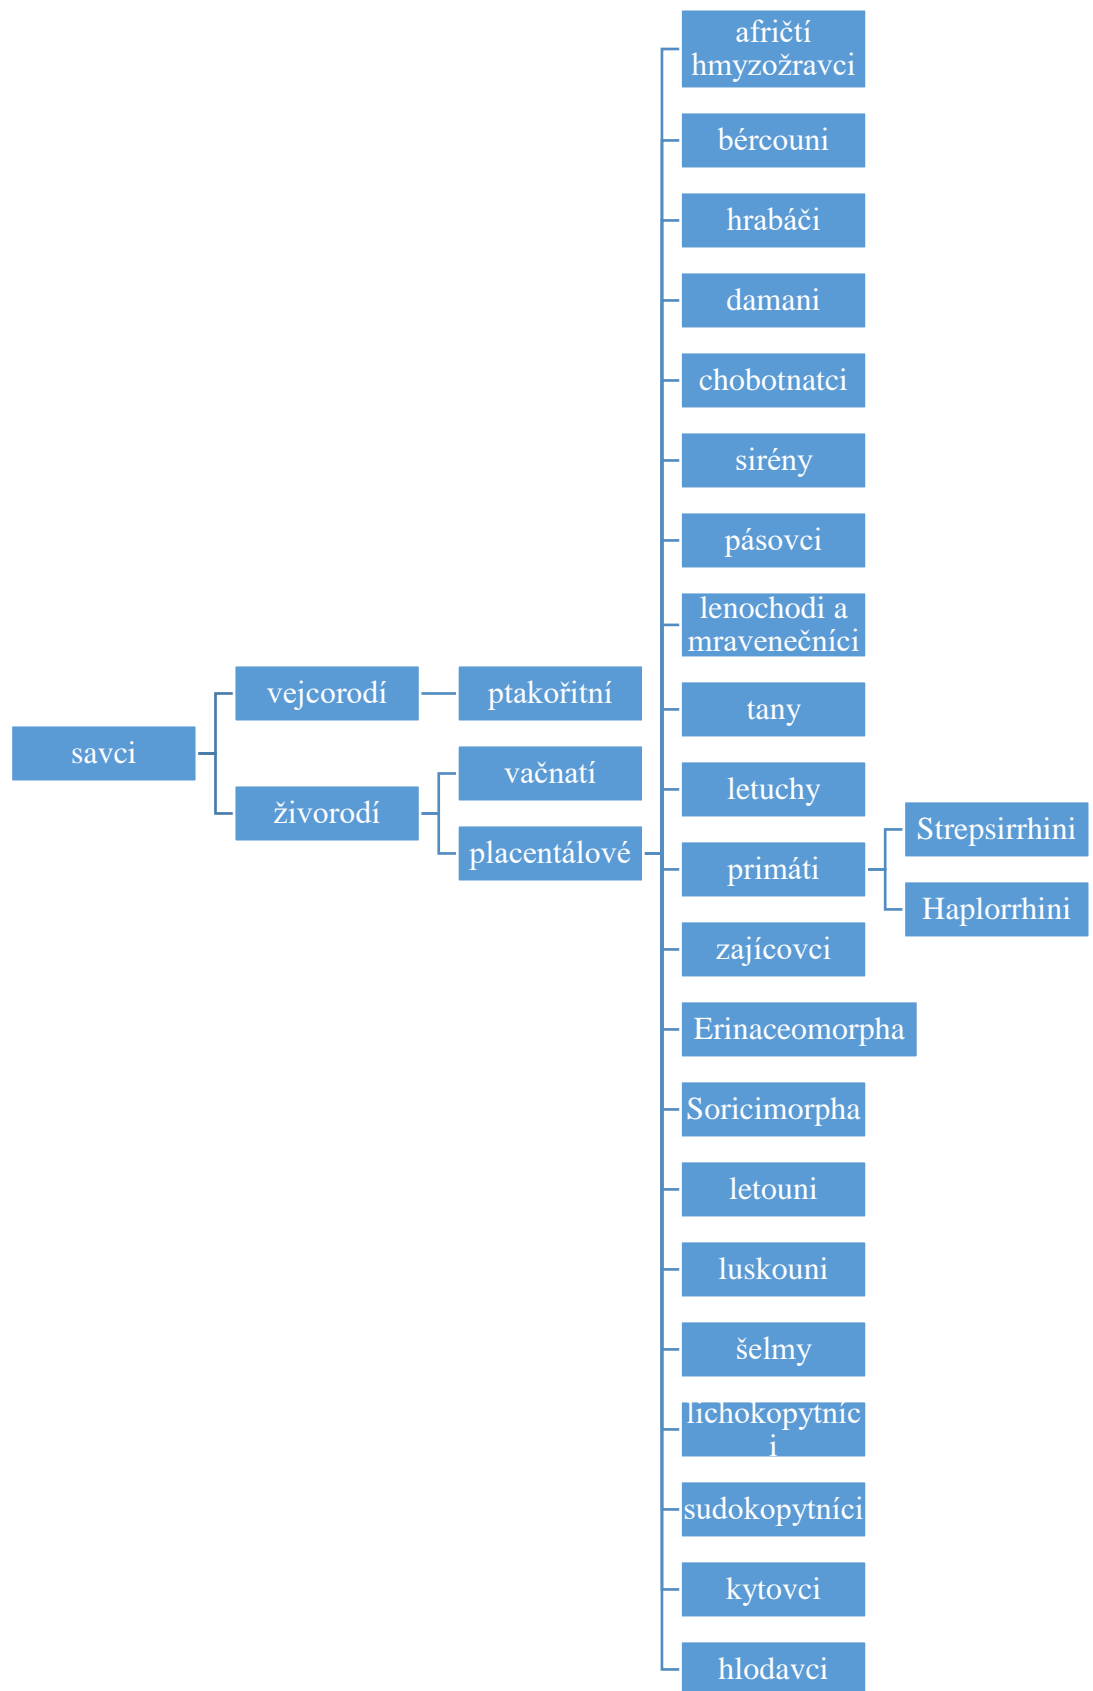 afričtí
hmyzožravci
bércouni
hrabáči
damani
chobotnatci
sirény
pásovci
lenochodi a
mravenečníci
vejcorodí
ptakořitní
tany
savci
vačnatí
letuchy
živorodí
placentálové
primáti
Strepsirrhini
Haplorrhini
zajícovci
Erinaceomorpha
Soricimorpha
letouni
luskouni
šelmy
lichokopytníc
i
sudokopytníci
kytovci
hlodavci